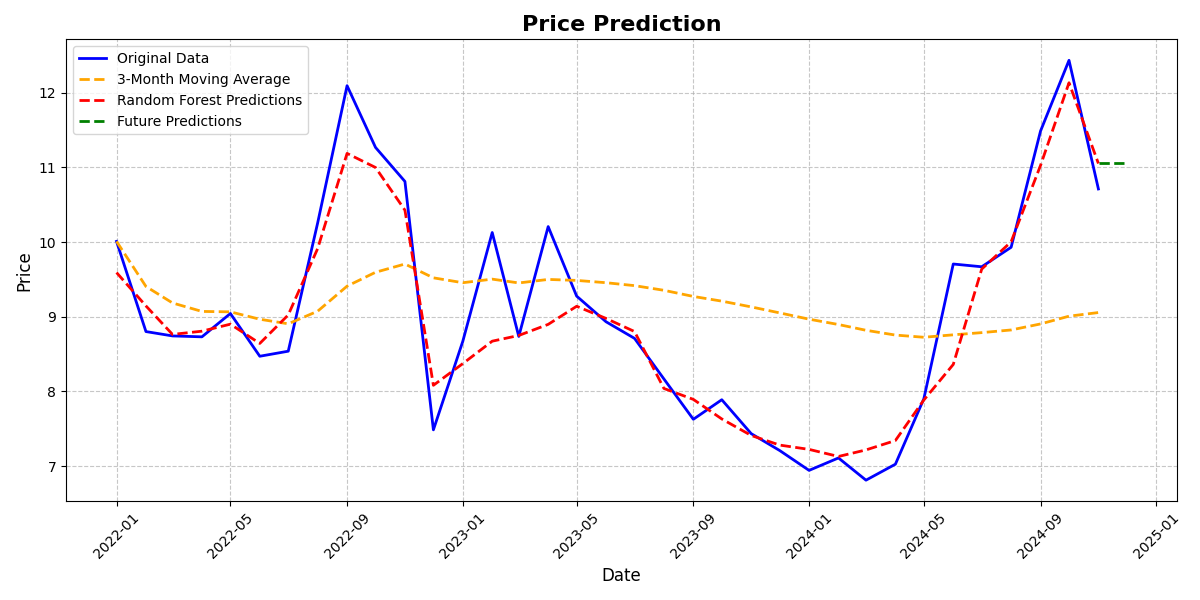 Price Prediction
Original Data
3-Month Moving Average
Random Forest Predictions
Future Predictions
Price
12
11
10
9
8
7
2022-01
2022-05
2022-09
2023-01
2023-05
2023-09
2024-01
2024-05
2024-09
2025-01
Date